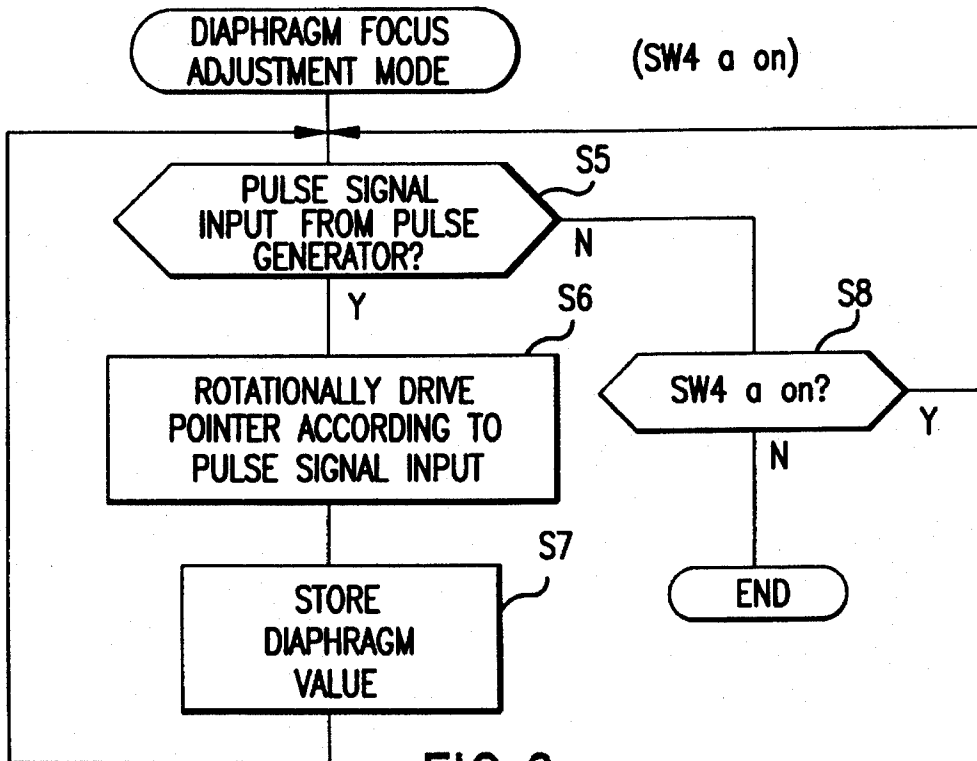 DIAPHRAGM FOCUS
ADJUSTMENT MODE
(SW4 a on)
S5
PULSE SIGNAL
INPUT FROM PULSE
GENERATOR?
N
Y
S6
S8
ROTATIONALLY DRIVE
POINTER ACCORDING TO
PULSE SIGNAL INPUT
SW4 a on?
Y
N
S7
STORE
DIAPHRAGM
VALUE
END